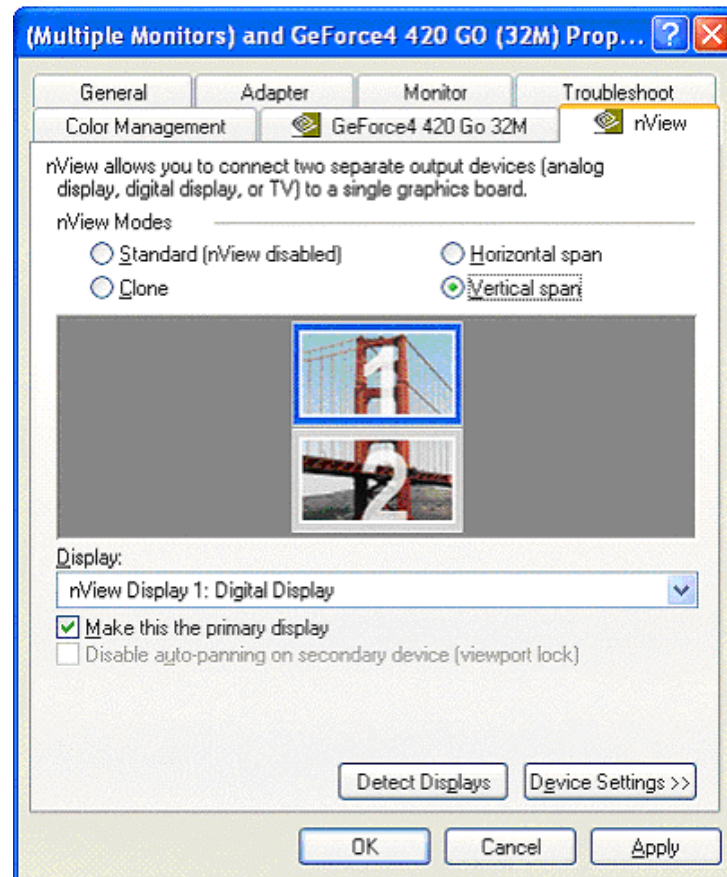 (Multiple Monitors) and GeForce4 420 GO (32M) Prop... ?
General Adapter Monitor Troubleshoot
Color Management GeForce4 420 Go 32M nView
nView allows you to connect two separate output devices (analog
display, digital display, or TV) to a single graphics board.
nView Modes
Standard (nView disabled) Horizontal span
Clone Vertical span
1
2
Display:
nView Display 1: Digital Display
Make this the primary display
Disable auto-panning on secondary device (viewport lock)
Detect Displays Device Settings >>
OK Cancel Apply